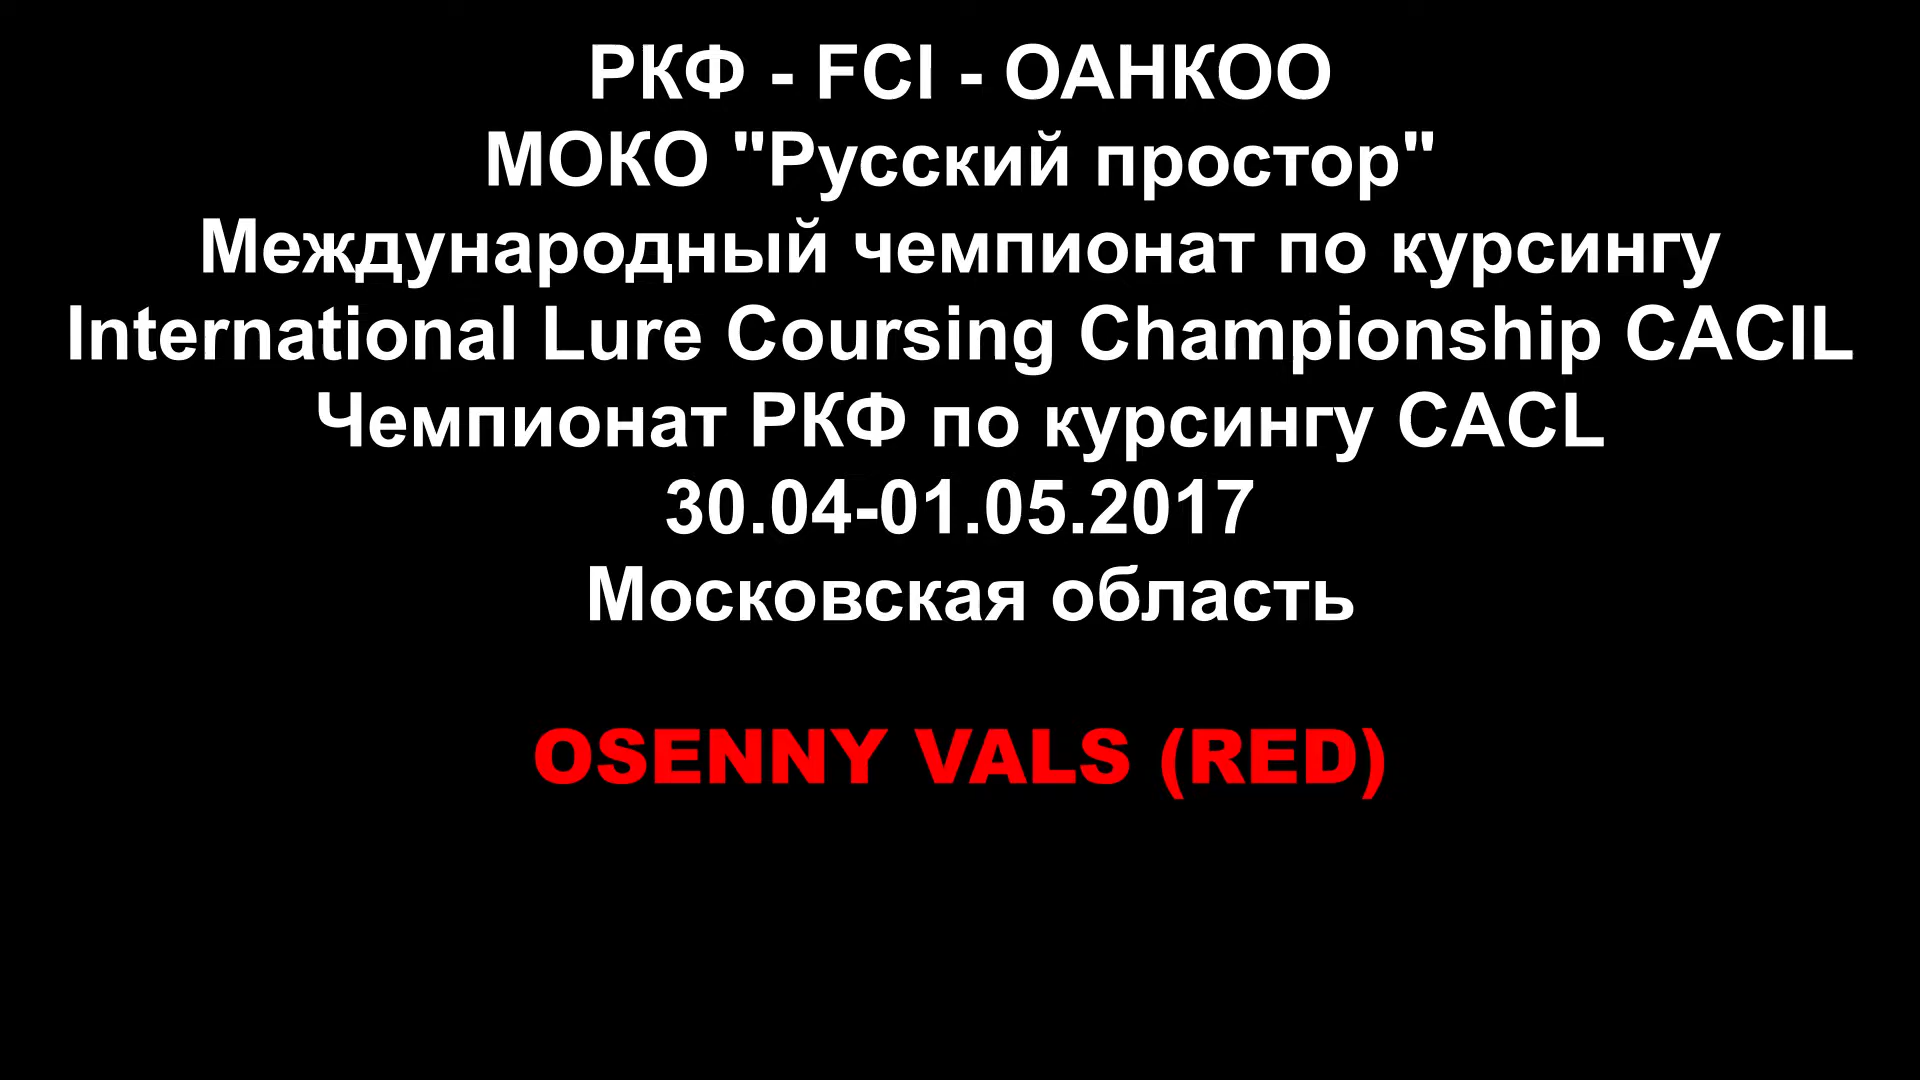 РКФ - FCI - ОАНКОО
МОКО "Русский простор"
Международный чемпионат по курсингу
International Lure Coursing Championship CACIL
Чемпионат РКФ по курсингу CACL
30.04-01.05.2017
Московская область
OSENNY VALS (RED)